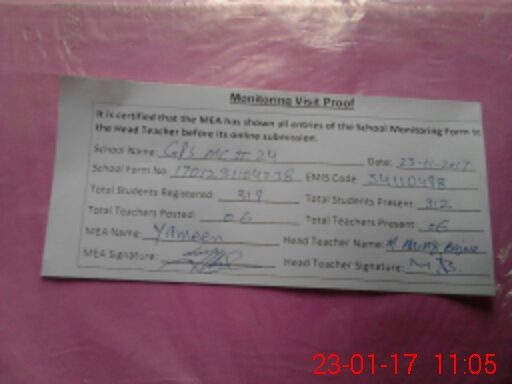 Monitoring Visit Proof
It is certified that the MEA has shown all entries of the School Monitoring Form to
the Head Teacher before its online submission.
School Name: GPS MC # 24 Date: 23-01-2017
School Form No EMIS Code: 34110498
Total Students Registered: 319 Total Students Present: 312
Total Teachers Posted: 06 Total Teachers Present: 06
MEA Name: Yameen Head Teacher Name: M.
MEA Signature: Head Teacher Signature:
23-01-17 11:05